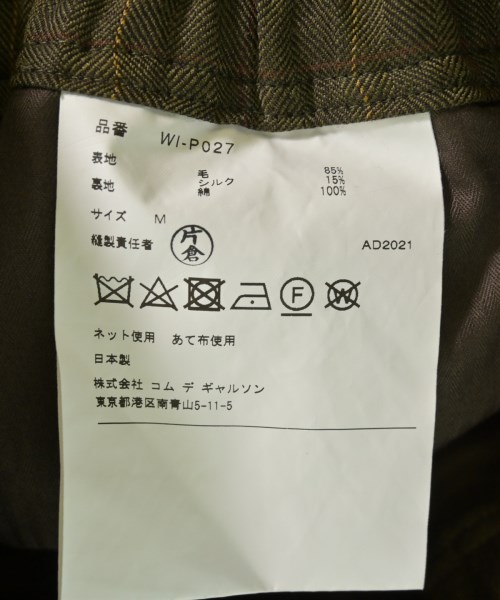 品番 WI-P027
表地 毛 85%
シルク 15%
裏地 綿 100%
サイズ M
縫製責任者 片倉 AD2021
F W
ネット使用 あて布使用
日本製
株式会社 コム デ ギャルソン
東京都港区南青山5-11-5